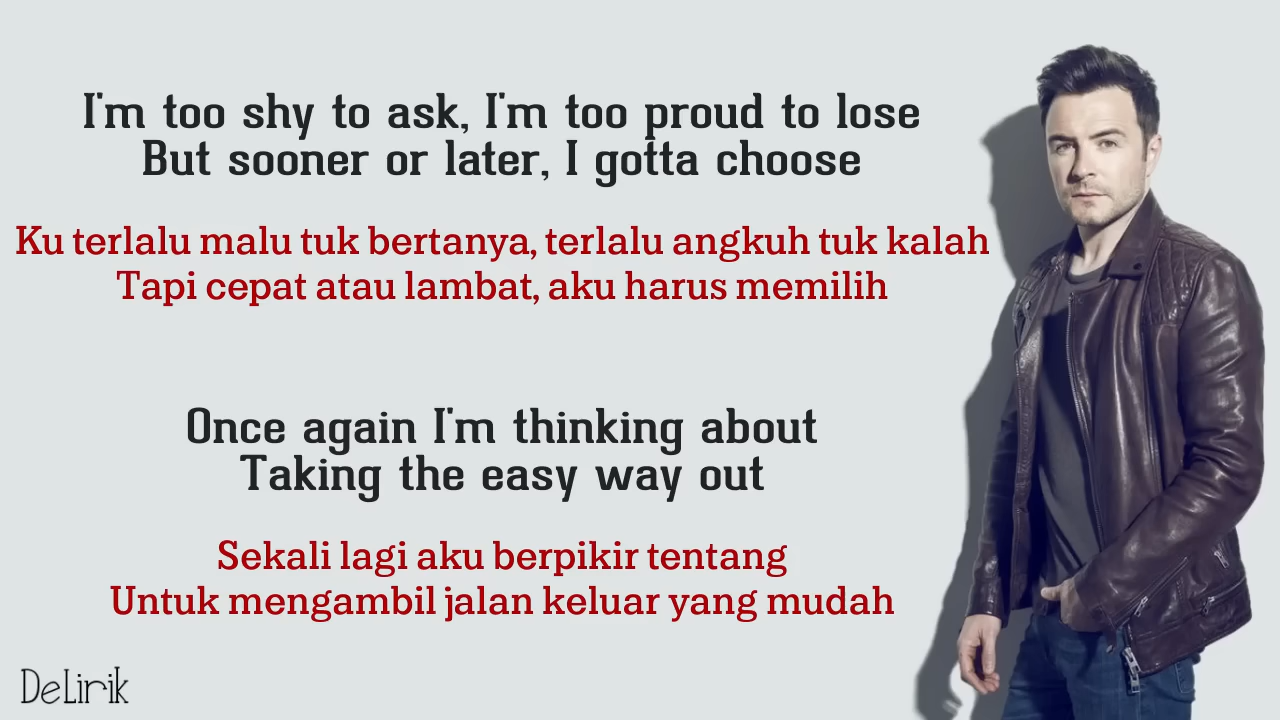 I'm too shy to ask, I'm too proud to lose
But sooner or later, I gotta choose
Ku terlalu malu tuk bertanya, terlalu angkuh tuk kalah
Tapi cepat atau lambat, aku harus memilih
Once again I'm thinking about
Taking the easy way out
Sekali lagi aku berpikir tentang
Untuk mengambil jalan keluar yang mudah
DeLirik